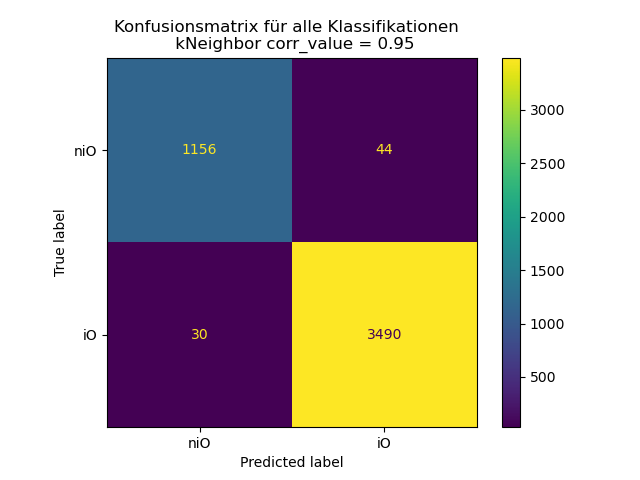 Konfusionsmatrix für alle Klassifikationen
kNeighbor corr_value = 0.95
niO
1156
44
iO
30
3490
niO
iO
Predicted label
True label
3000
2500
2000
1500
1000
500